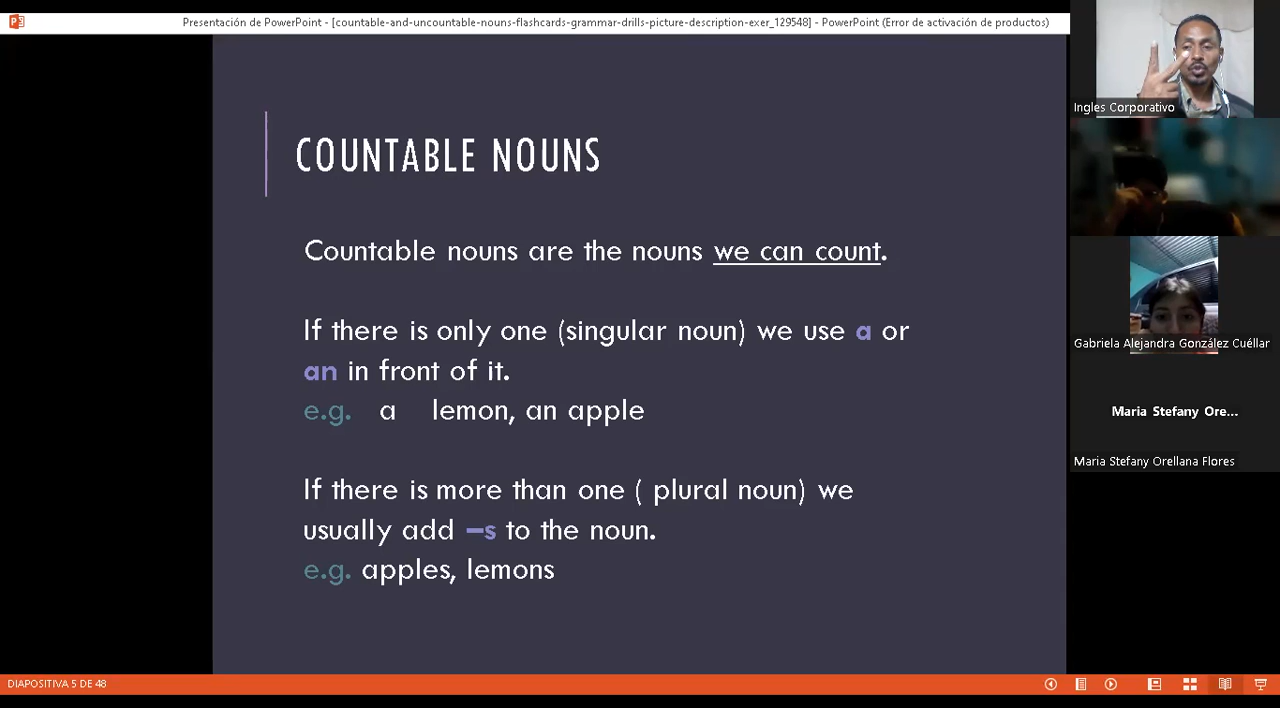 Presentación de PowerPoint - [countable-and-uncountable-nouns-flashcards-grammar-drills-picture-description-exer_129548] - PowerPoint (Error de activación de productos)
COUNTABLE NOUNS
Countable nouns are the nouns we can count.
If there is only one (singular noun) we use a or
an in front of it.
e.g. a lemon, an apple
If there is more than one ( plural noun) we
usually add –s to the noun.
e.g. apples, lemons
Ingles Corporativo
Gabriela Alejandra González Cuéllar
Maria Stefany Ore...
Maria Stefany Orellana Flores
DIAPOSITIVA 5 DE 48